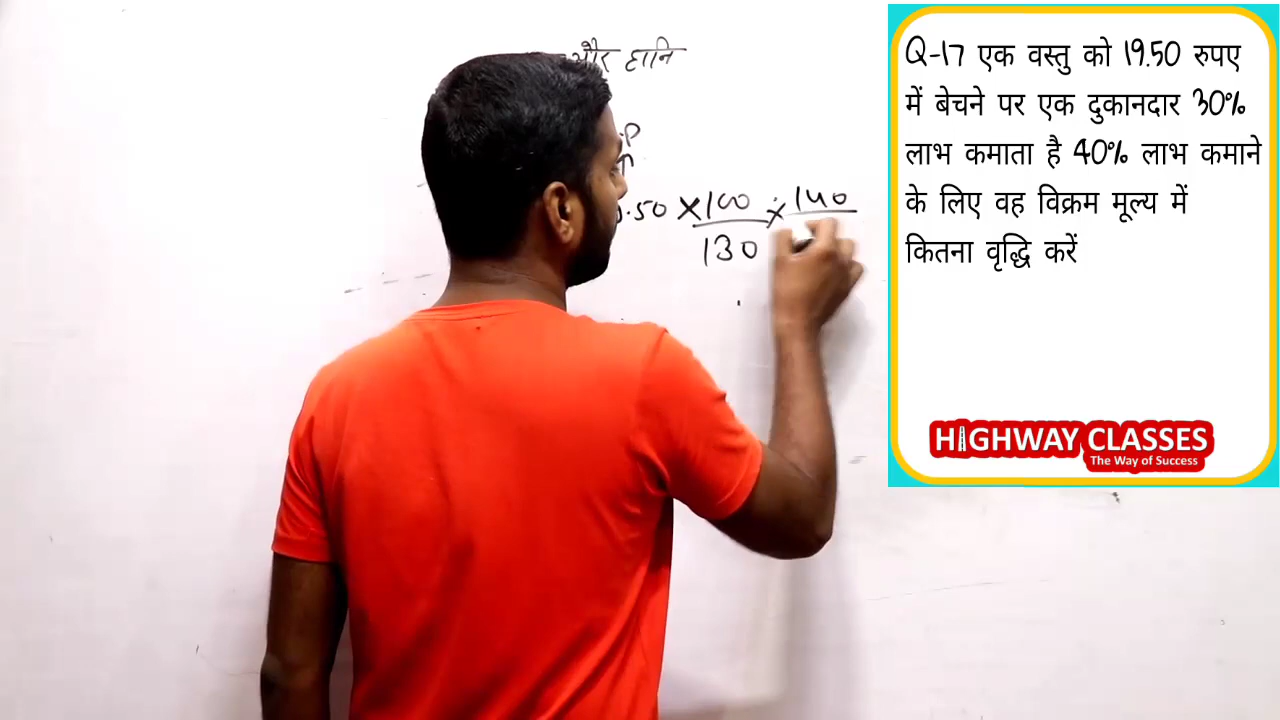 और हानि
.P
.50 × 100 × 140
130
Q-17 एक वस्तु को 19.50 रुपए
में बेचने पर एक दुकानदार 30%
लाभ कमाता है 40% लाभ कमाने
के लिए वह विक्रम मूल्य में
कितना वृद्धि करें
HIGHWAY CLASSES
The Way of Success